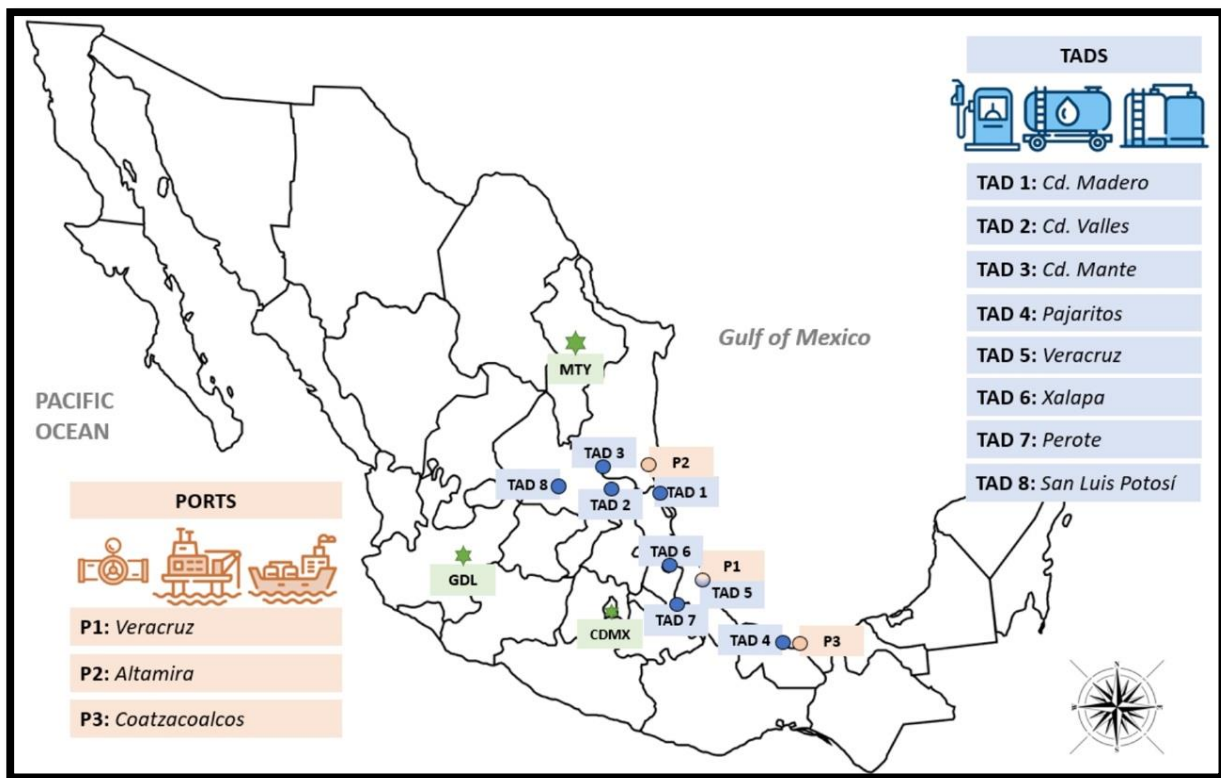 TADS
TAD 1: Cd. Madero
TAD 2: Cd. Valles
TAD 3: Cd. Mante
TAD 4: Pajaritos
TAD 5: Veracruz
TAD 6: Xalapa
TAD 7: Perote
TAD 8: San Luis Potosí
Gulf of Mexico
PACIFIC
OCEAN
MTY
TAD 3
P2
TAD 8
TAD 2
TAD 1
TAD 6
P1
GDL
TAD 5
TAD 7
CDMX
TAD 4
P3
PORTS
P1: Veracruz
P2: Altamira
P3: Coatzacoalcos